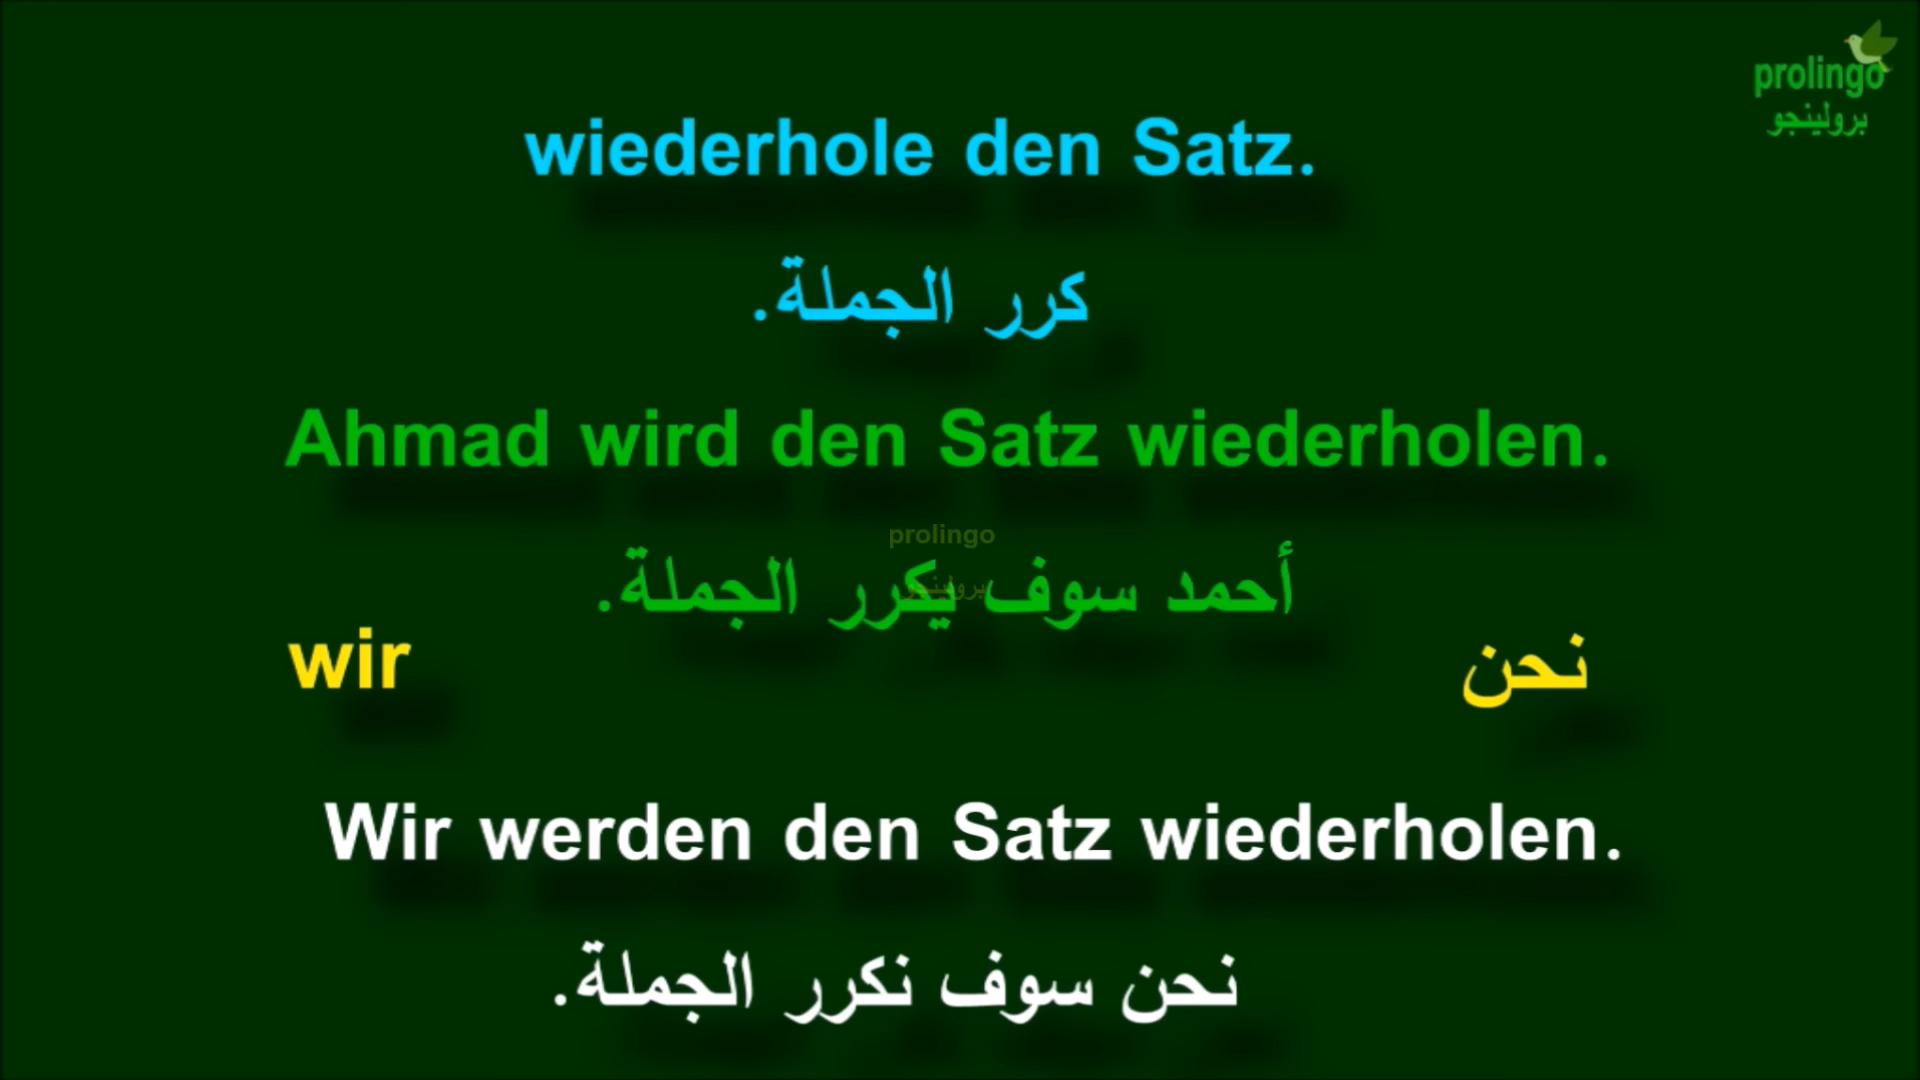 prolingo
برولينجو
wiederhole den Satz.
كرر الجملة.
Ahmad wird den Satz wiederholen.
prolingo
برولينجو
أحمد سوف يكرر الجملة.
wir نحن
Wir werden den Satz wiederholen.
نحن سوف نكرر الجملة.